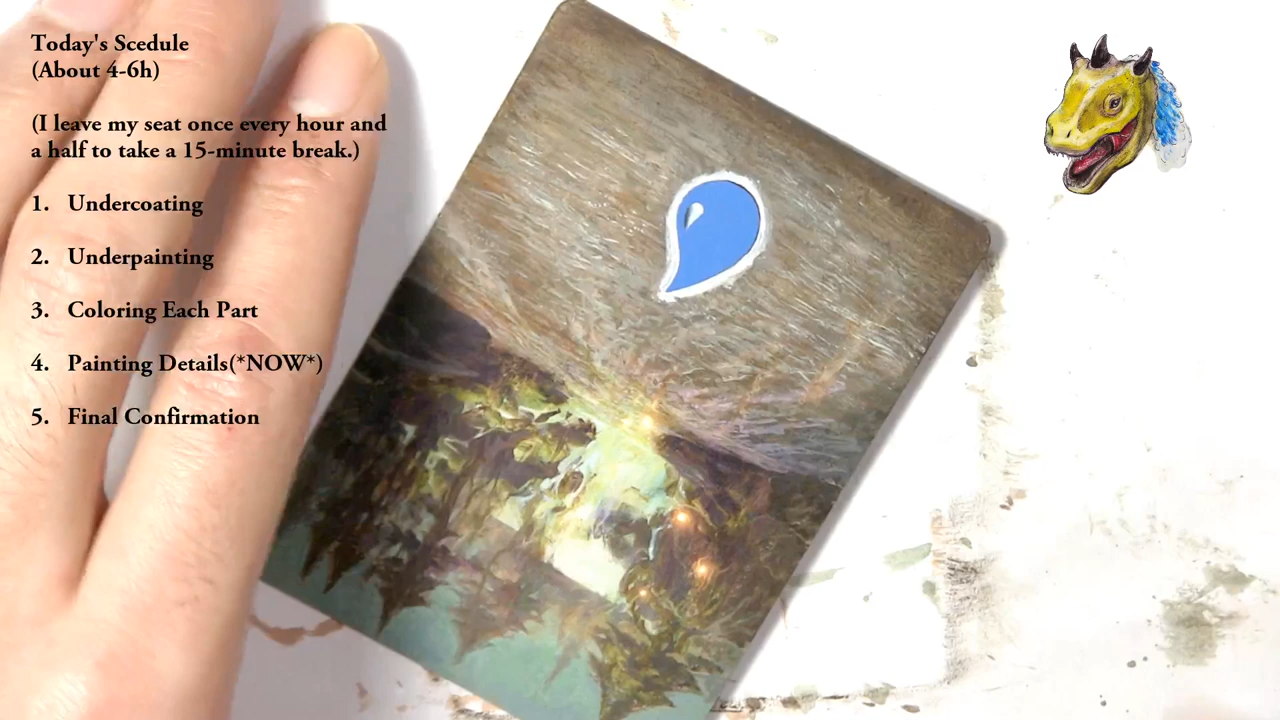 Today's Scedule
(About 4-6h)
(I leave my seat once every hour and
a half to take a 15-minute break.)
1. Undercoating
2. Underpainting
3. Coloring Each Part
4. Painting Details(*NOW*)
5. Final Confirmation